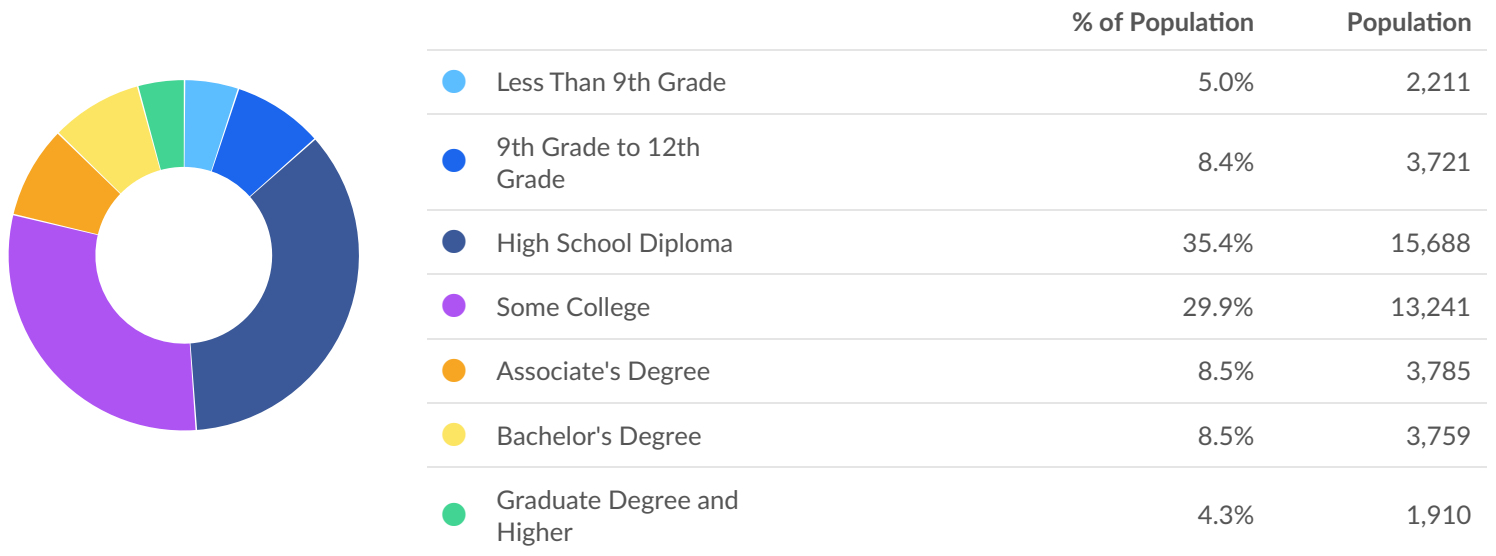 % of Population Population
Less Than 9th Grade 5.0% 2,211
9th Grade to 12th
Grade 8.4% 3,721
High School Diploma 35.4% 15,688
Some College 29.9% 13,241
Associate's Degree 8.5% 3,785
Bachelor's Degree 8.5% 3,759
Graduate Degree and
Higher 4.3% 1,910